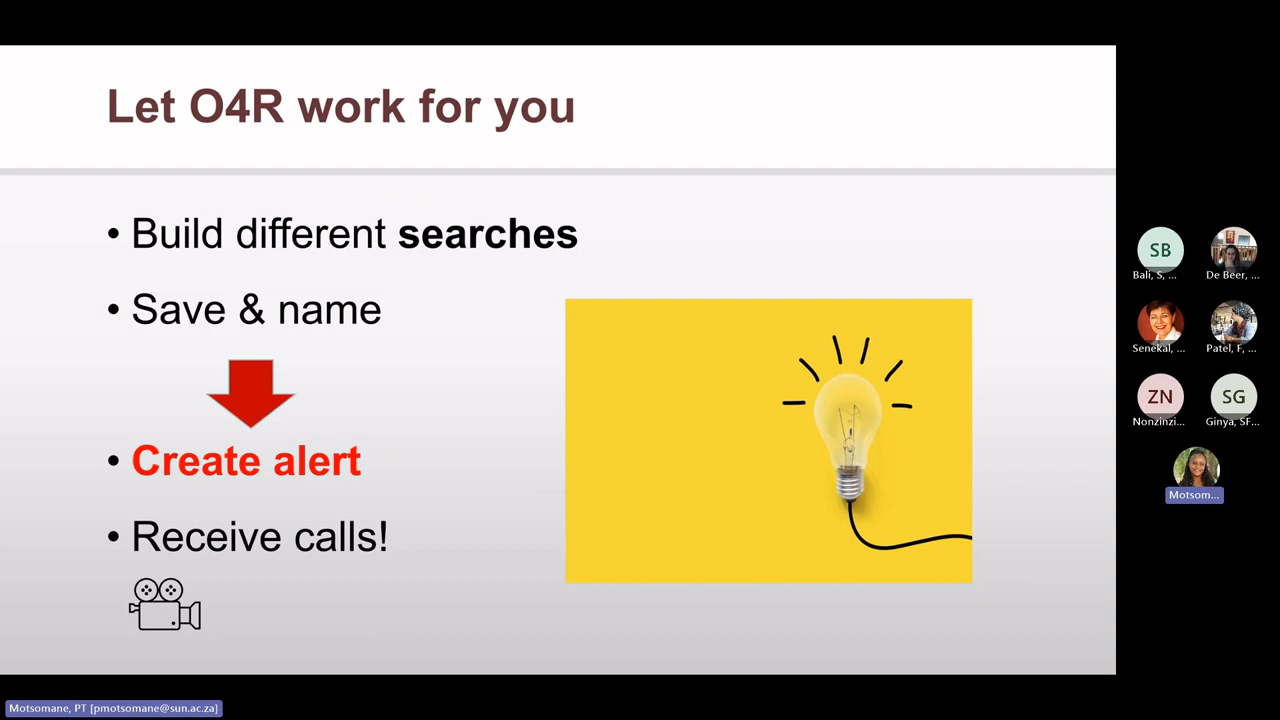 Let O4R work for you
• Build different searches
• Save & name
• Create alert
• Receive calls!
SB
Bali, S, ...
De Beer, ...
Senekal, ...
Patel, F, ...
ZN
Nonzinzi...
SG
Ginya, SF...
Motsom...
Motsomane, PT [pmotsomane@sun.ac.za]